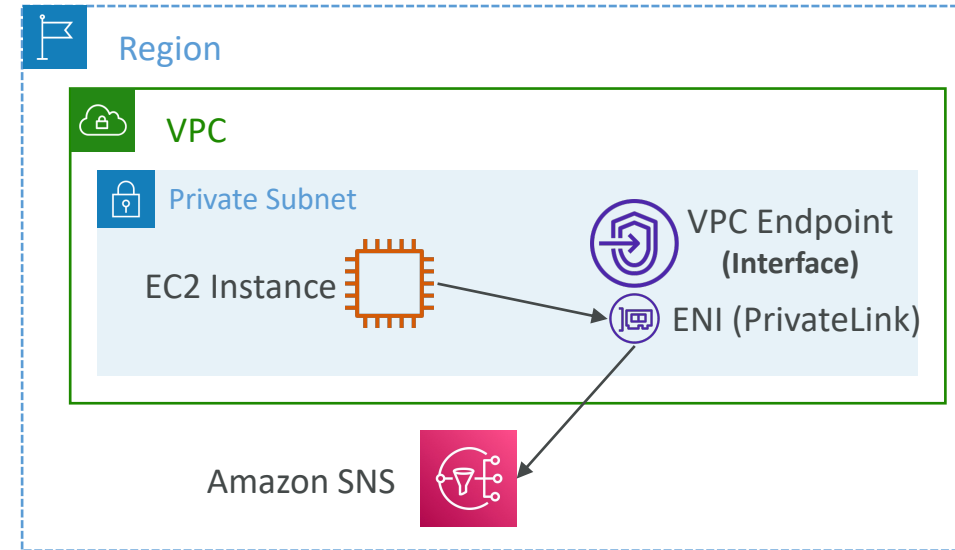 Region
VPC
Private Subnet
VPC Endpoint
(Interface)
EC2 Instance
ENI (PrivateLink)
Amazon SNS